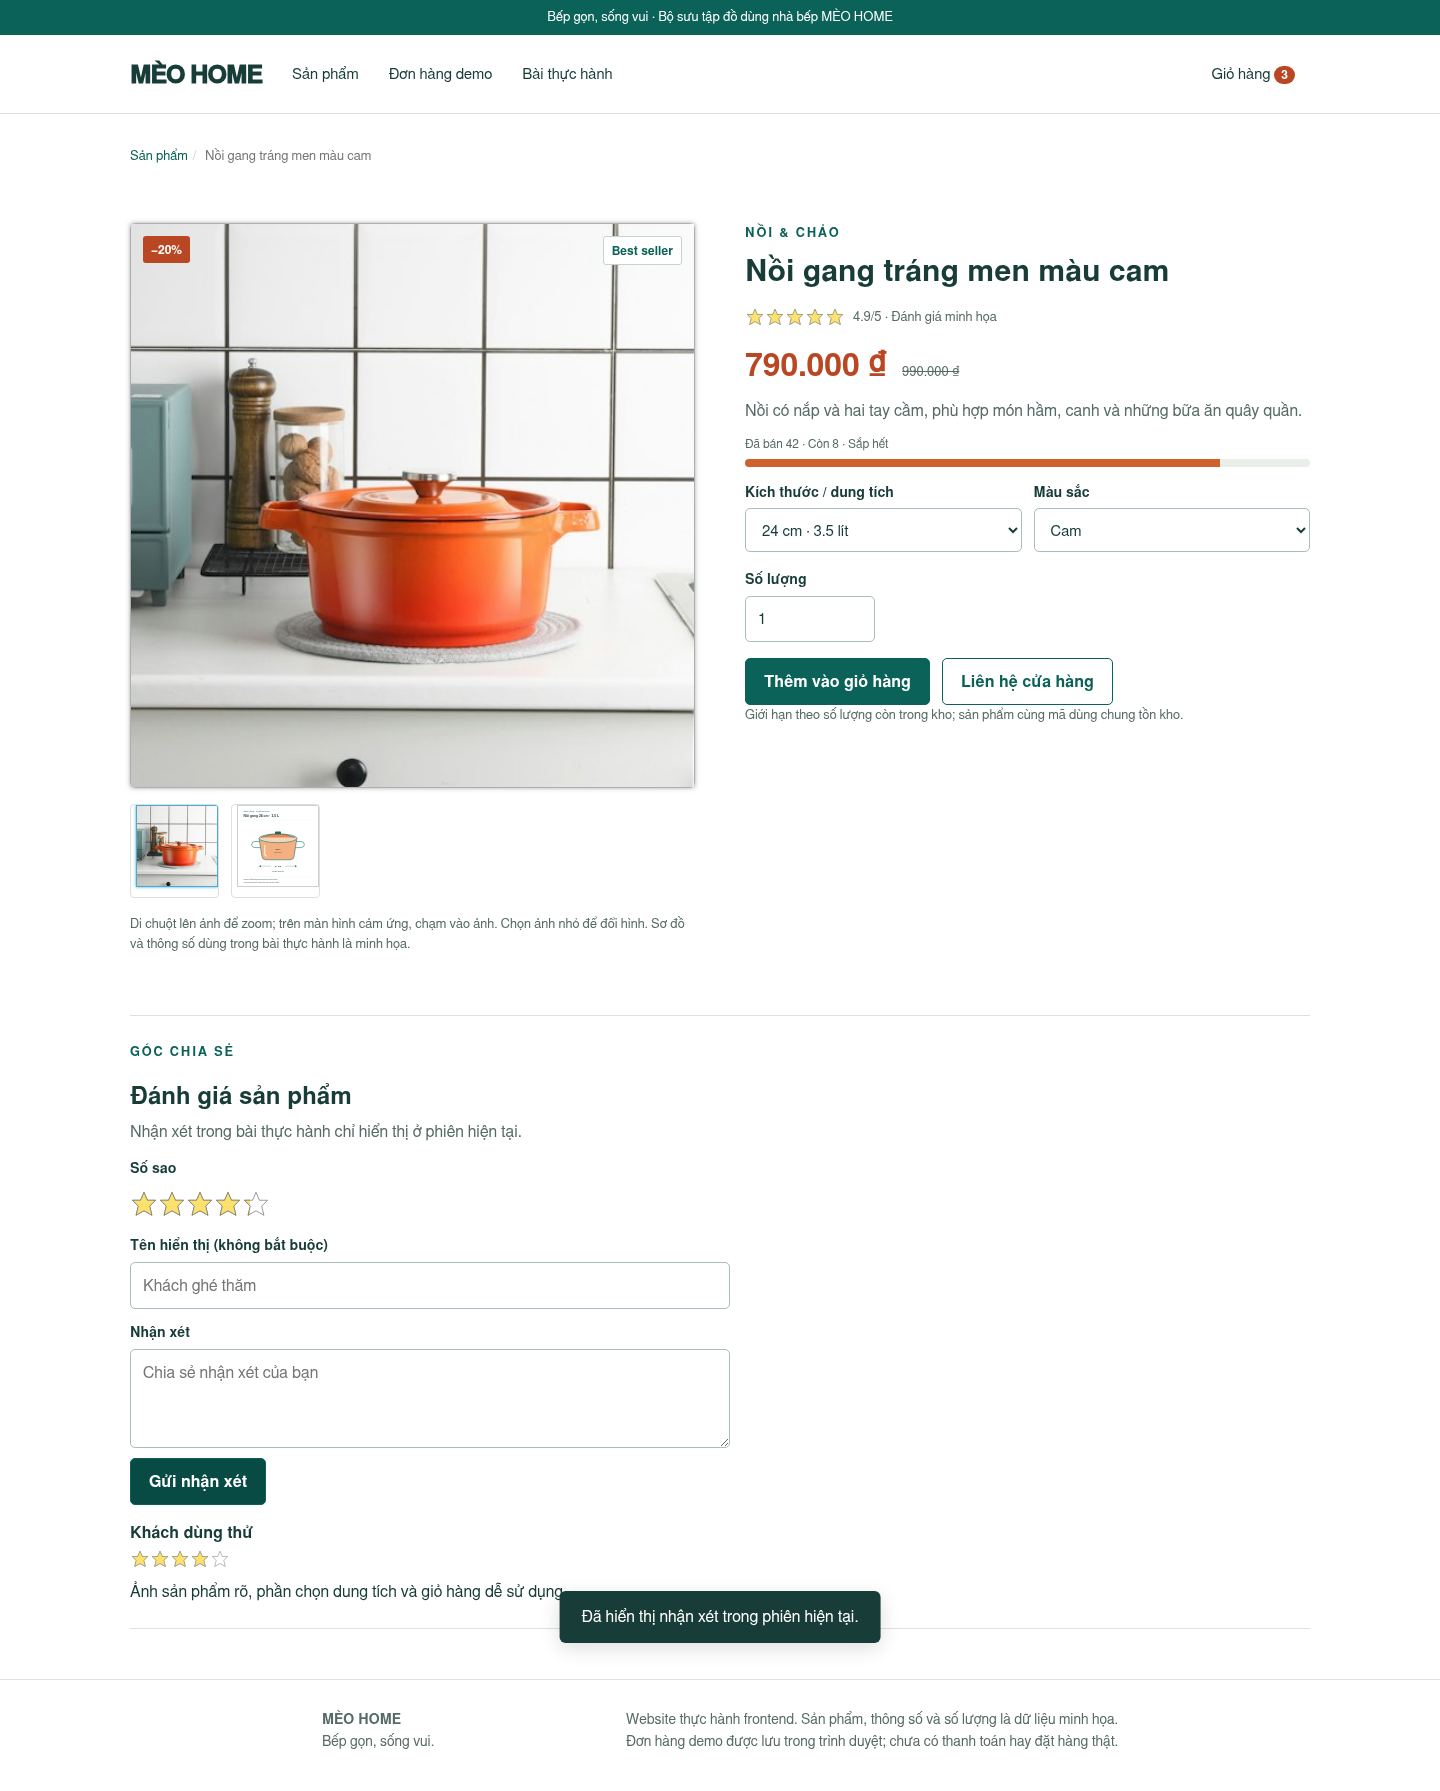 Bếp gọn, sống vui · Bộ sưu tập đồ dùng nhà bếp MÈO HOME
MÈO HOME
Sản phẩm
Đơn hàng demo
Bài thực hành
Giỏ hàng 3
Sản phẩm / Nồi gang tráng men màu cam
−20%
Best seller
NỒI & CHẢO
Nồi gang tráng men màu cam
4.9/5 · Đánh giá minh họa
790.000 ₫ 990.000 ₫
Nồi có nắp và hai tay cầm, phù hợp món hầm, canh và những bữa ăn quây quần.
Đã bán 42 · Còn 8 · Sắp hết
Kích thước / dung tích
Màu sắc
24 cm · 3.5 lít
Cam
Số lượng
1
Thêm vào giỏ hàng
Liên hệ cửa hàng
Giới hạn theo số lượng còn trong kho; sản phẩm cùng mã dùng chung tồn kho.
Di chuột lên ảnh để zoom; trên màn hình cảm ứng, chạm vào ảnh. Chọn ảnh nhỏ để đổi hình. Sơ đồ
và thông số dùng trong bài thực hành là minh họa.
GÓC CHIA SẺ
Đánh giá sản phẩm
Nhận xét trong bài thực hành chỉ hiển thị ở phiên hiện tại.
Số sao
Tên hiển thị (không bắt buộc)
Khách ghé thăm
Nhận xét
Chia sẻ nhận xét của bạn
Gửi nhận xét
Khách dùng thử
Ảnh sản phẩm rõ, phần chọn dung tích và giỏ hàng dễ sử dụng
Đã hiển thị nhận xét trong phiên hiện tại.
MÈO HOME
Bếp gọn, sống vui.
Website thực hành frontend. Sản phẩm, thông số và số lượng là dữ liệu minh họa.
Đơn hàng demo được lưu trong trình duyệt; chưa có thanh toán hay đặt hàng thật.